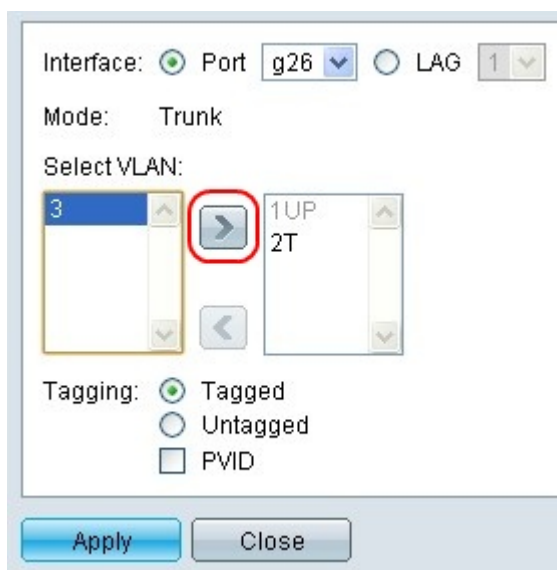 Interface: Port g26 LAG 1
Mode: Trunk
Select VLAN:
3
1UP
2T
Tagging: Tagged
Untagged
PVID
Apply Close